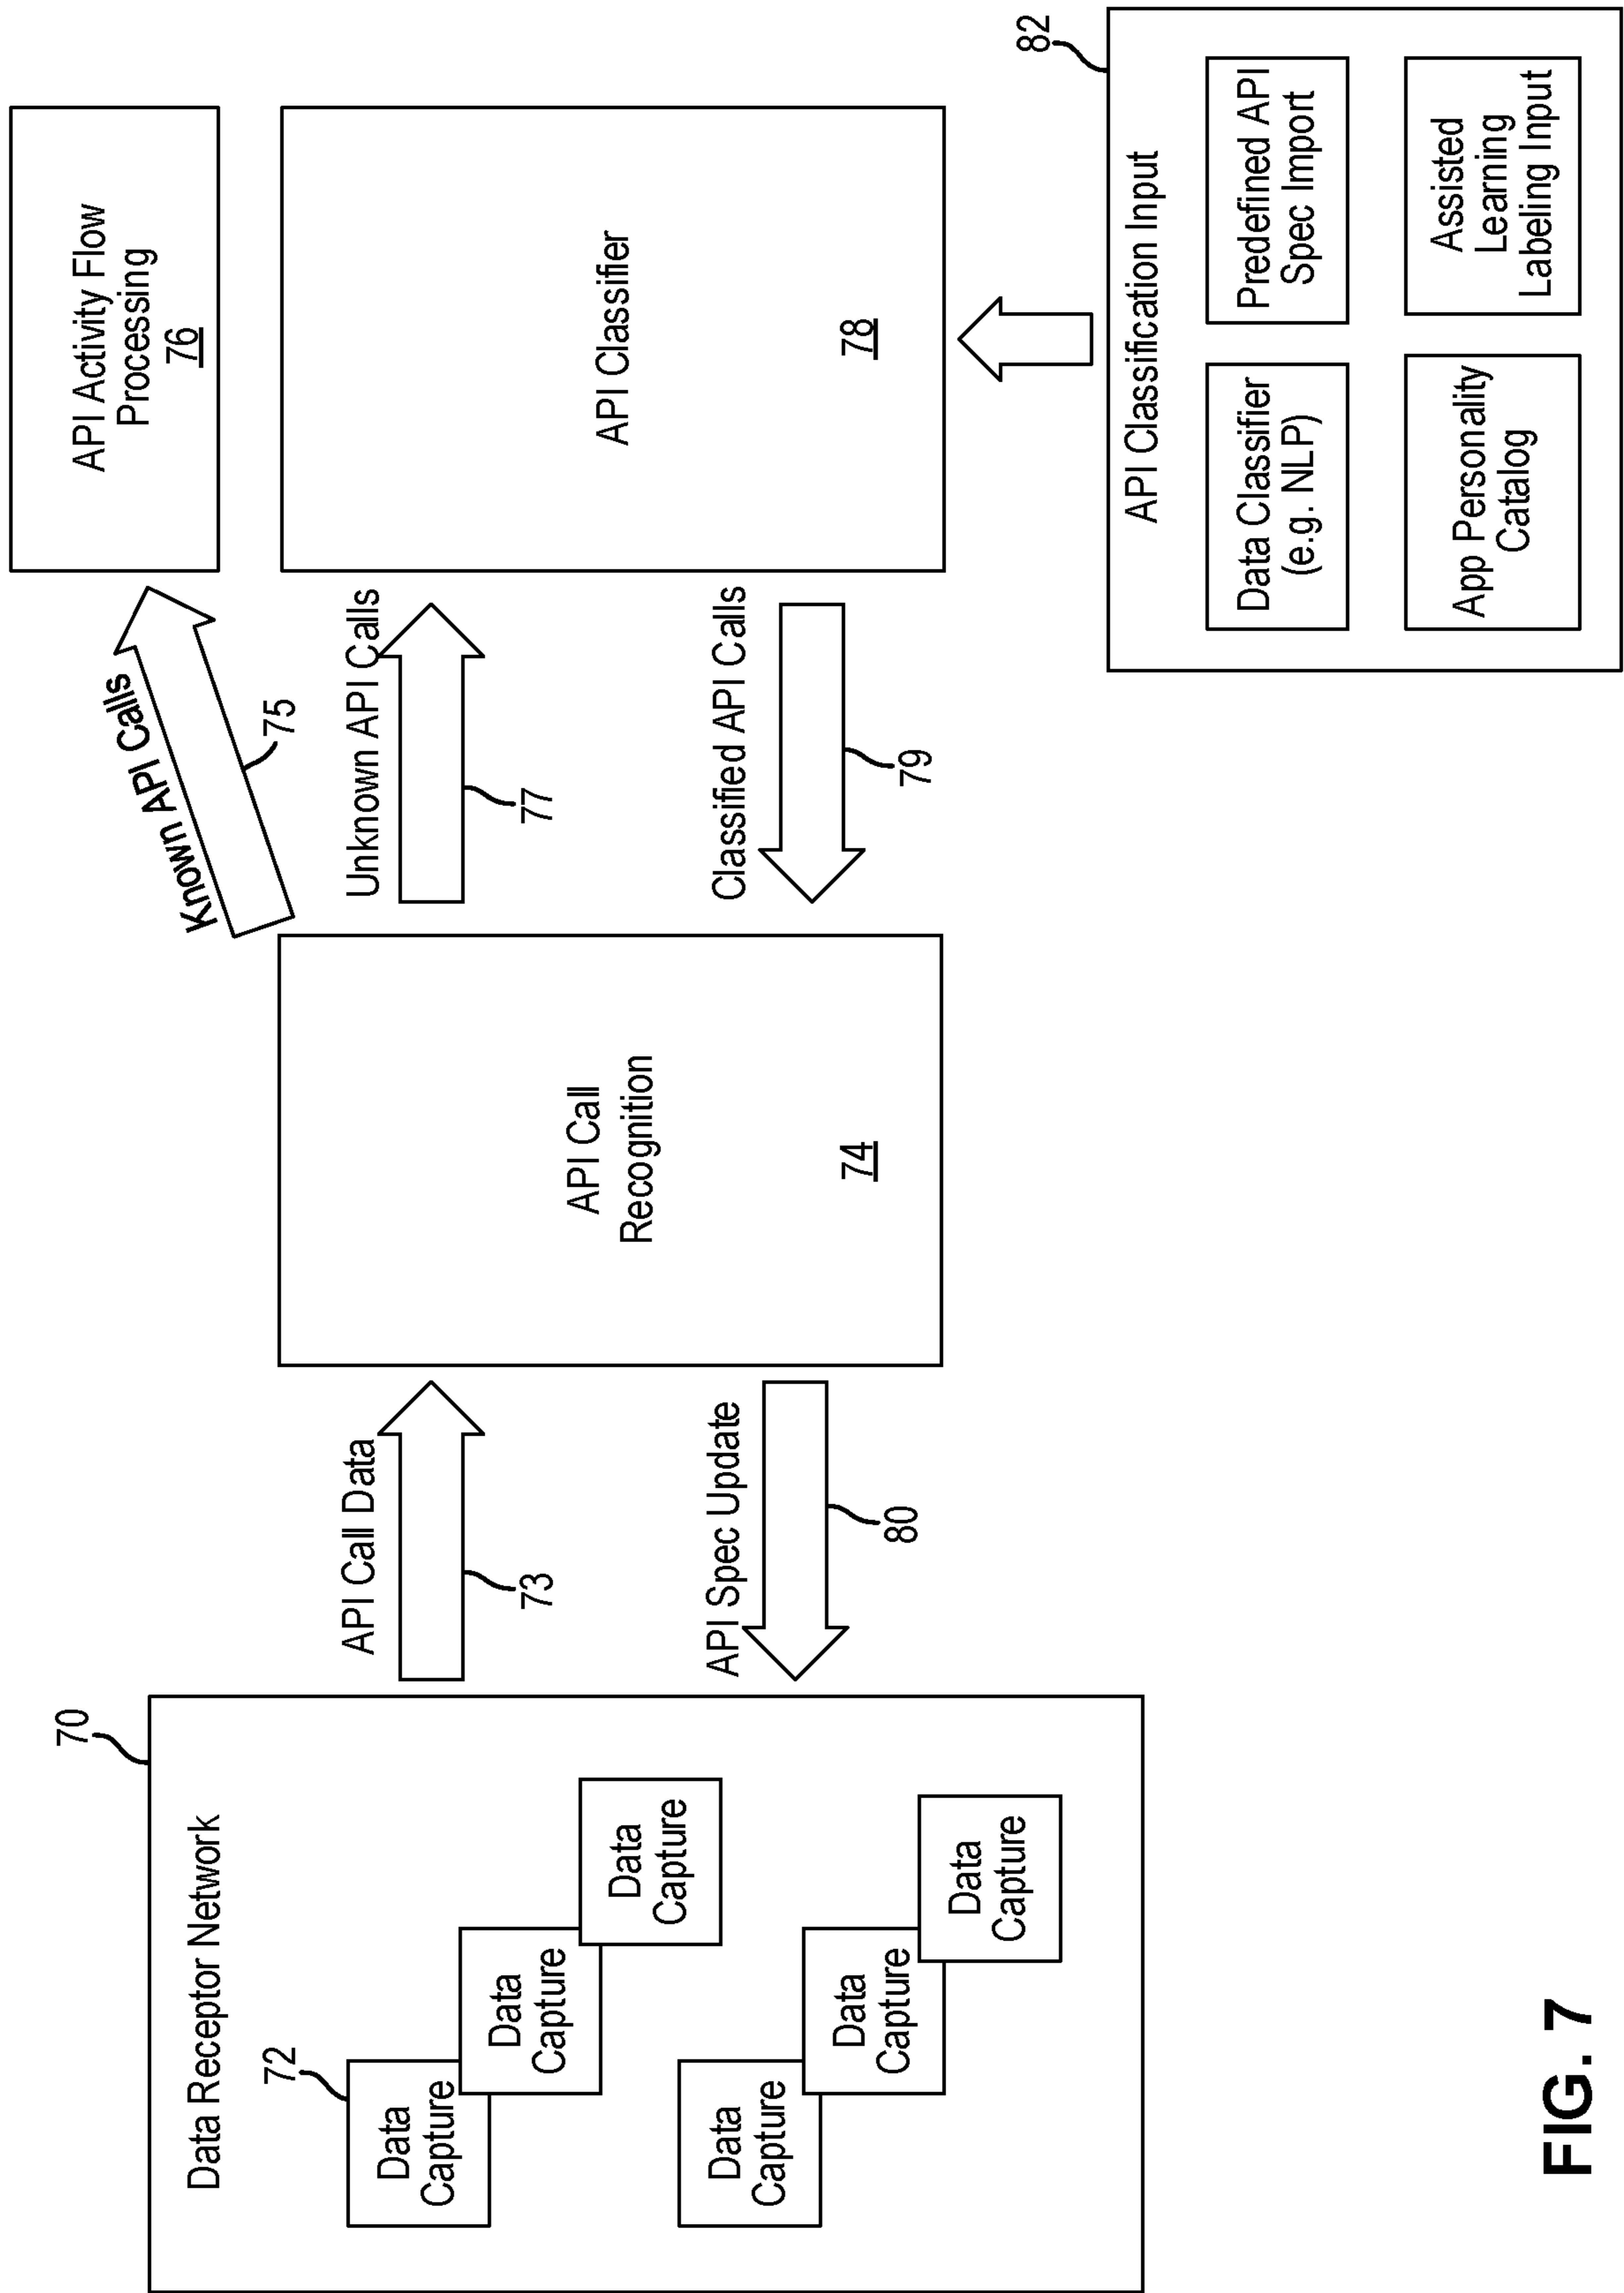 Data Receptor Network
70
72
Data
Capture
Data
Capture
Data
Capture
Data
Capture
Data
Capture
Data
Capture
API Call Data
73
API Spec Update
80
API Call
Recognition
74
Known API Calls
75
Unknown API Calls
77
Classified API Calls
79
API Activity Flow
Processing
76
API Classifier
78
82
API Classification Input
Data Classifier
(e.g. NLP)
Predefined API
Spec Import
App Personality
Catalog
Assisted
Learning
Labeling Input
FIG. 7